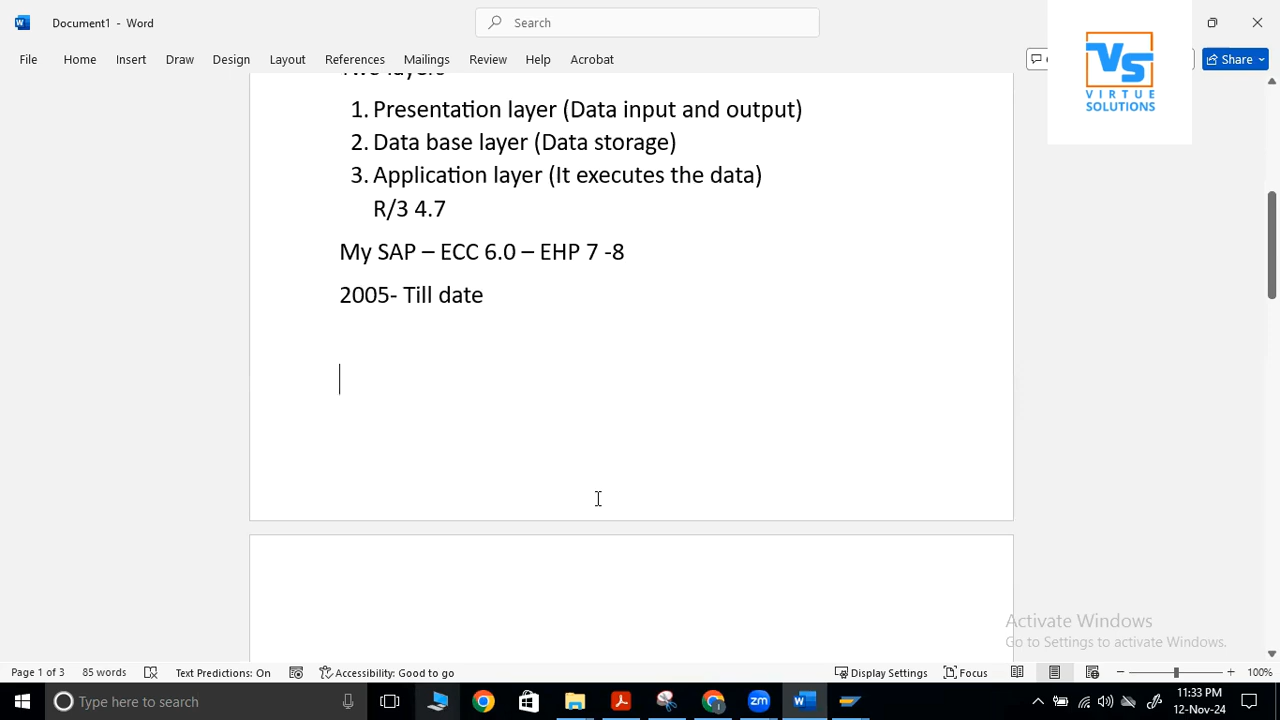 Document1 - Word
Search
File Home Insert Draw Design Layout References Mailings Review Help Acrobat
Share
VS
VIRTUE
SOLUTIONS
layers
1. Presentation layer (Data input and output)
2. Data base layer (Data storage)
3. Application layer (It executes the data)
R/3 4.7
My SAP – ECC 6.0 – EHP 7 -8
2005- Till date
Activate Windows
Go to Settings to activate Windows.
Page 1 of 3 85 words Text Predictions: On Accessibility: Good to go Display Settings Focus 100%
Type here to search
zm
11:33 PM
12-Nov-24